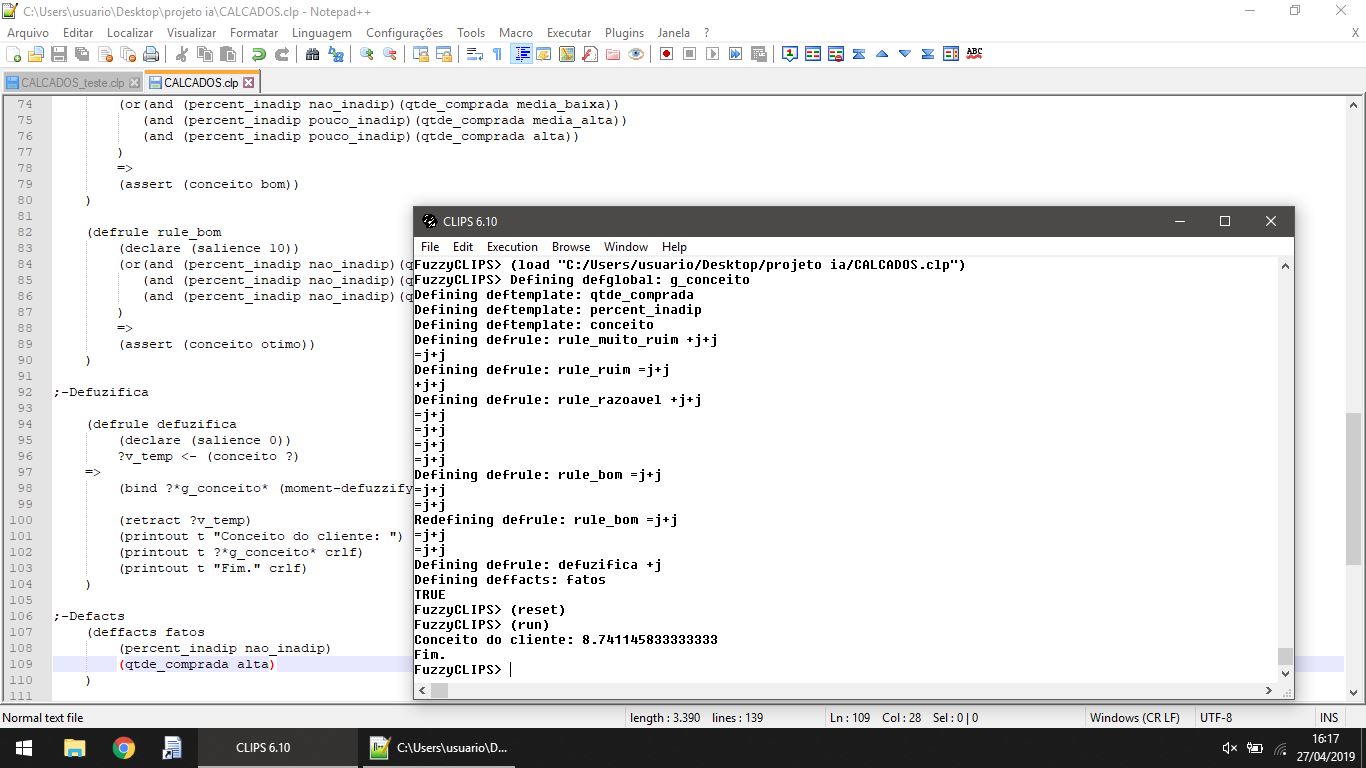 C:\Users\usuario\Desktop\projeto ia\CALCADOS.clp - Notepad++
Arquivo Editar Localizar Visualizar Formatar Linguagem Configurações Tools Macro Executar Plugins Janela ? X
CALCADOS_teste.clp CALCADOS.clp
74 (or(and (percent_inadip nao_inadip)(qtde_comprada media_baixa))
75 (and (percent_inadip pouco_inadip)(qtde_comprada media_alta))
76 (and (percent_inadip pouco_inadip)(qtde_comprada alta))
77 )
78 =>
79 (assert (conceito bom))
80 )
81
82 (defrule rule_bom
83 (declare (salience 10))
84 (or(and (percent_inadip nao_inadip)(q
85 (and (percent_inadip nao_inadip)(q
86 (and (percent_inadip nao_inadip)(q
87 )
88 =>
89 (assert (conceito otimo))
90 )
91
92 ;-Defuzifica
93
94 (defrule defuzifica
95 (declare (salience 0))
96 ?v_temp <- (conceito ?)
97 =>
98 (bind ?*g_conceito* (moment-defuzzify
99
100 (retract ?v_temp)
101 (printout t "Conceito do cliente: ")
102 (printout t ?*g_conceito* crlf)
103 (printout t "Fim." crlf)
104 )
105
106 ;-Defacts
107 (deffacts fatos
108 (percent_inadip nao_inadip)
109 (qtde_comprada alta)
110 )
111
CLIPS 6.10
File Edit Execution Browse Window Help
FuzzyCLIPS> (load "C:/Users/usuario/Desktop/projeto ia/CALCADOS.clp")
FuzzyCLIPS> Defining defglobal: g_conceito
Defining deftemplate: qtde_comprada
Defining deftemplate: percent_inadip
Defining deftemplate: conceito
Defining defrule: rule_muito_ruim +j+j
=j+j
Defining defrule: rule_ruim =j+j
+j+j
Defining defrule: rule_razoavel +j+j
=j+j
=j+j
=j+j
=j+j
Defining defrule: rule_bom =j+j
=j+j
=j+j
Redefining defrule: rule_bom =j+j
=j+j
=j+j
Defining defrule: defuzifica +j
Defining deffacts: fatos
TRUE
FuzzyCLIPS> (reset)
FuzzyCLIPS> (run)
Conceito do cliente: 8.741145833333333
Fim.
FuzzyCLIPS>
Normal text file length : 3.390 lines : 139 Ln : 109 Col : 28 Sel : 0 | 0 Windows (CR LF) UTF-8 INS
CLIPS 6.10 C:\Users\usuario\D...
16:17
27/04/2019